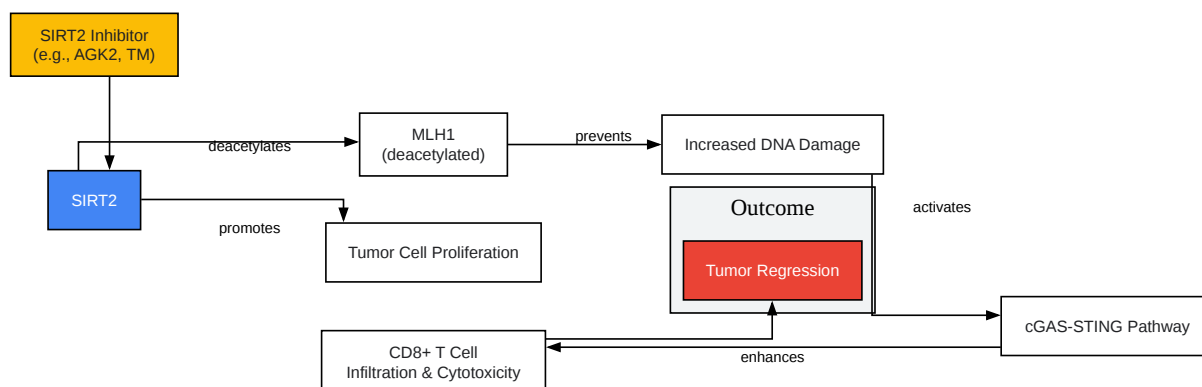 SIRT2 Inhibitor
(e.g., AGK2, TM)
deacetylates
MLH1
(deacetylated)
prevents
Increased DNA Damage
SIRT2
promotes
Tumor Cell Proliferation
Outcome
Tumor Regression
activates
cGAS-STING Pathway
enhances
CD8+ T Cell
Infiltration & Cytotoxicity